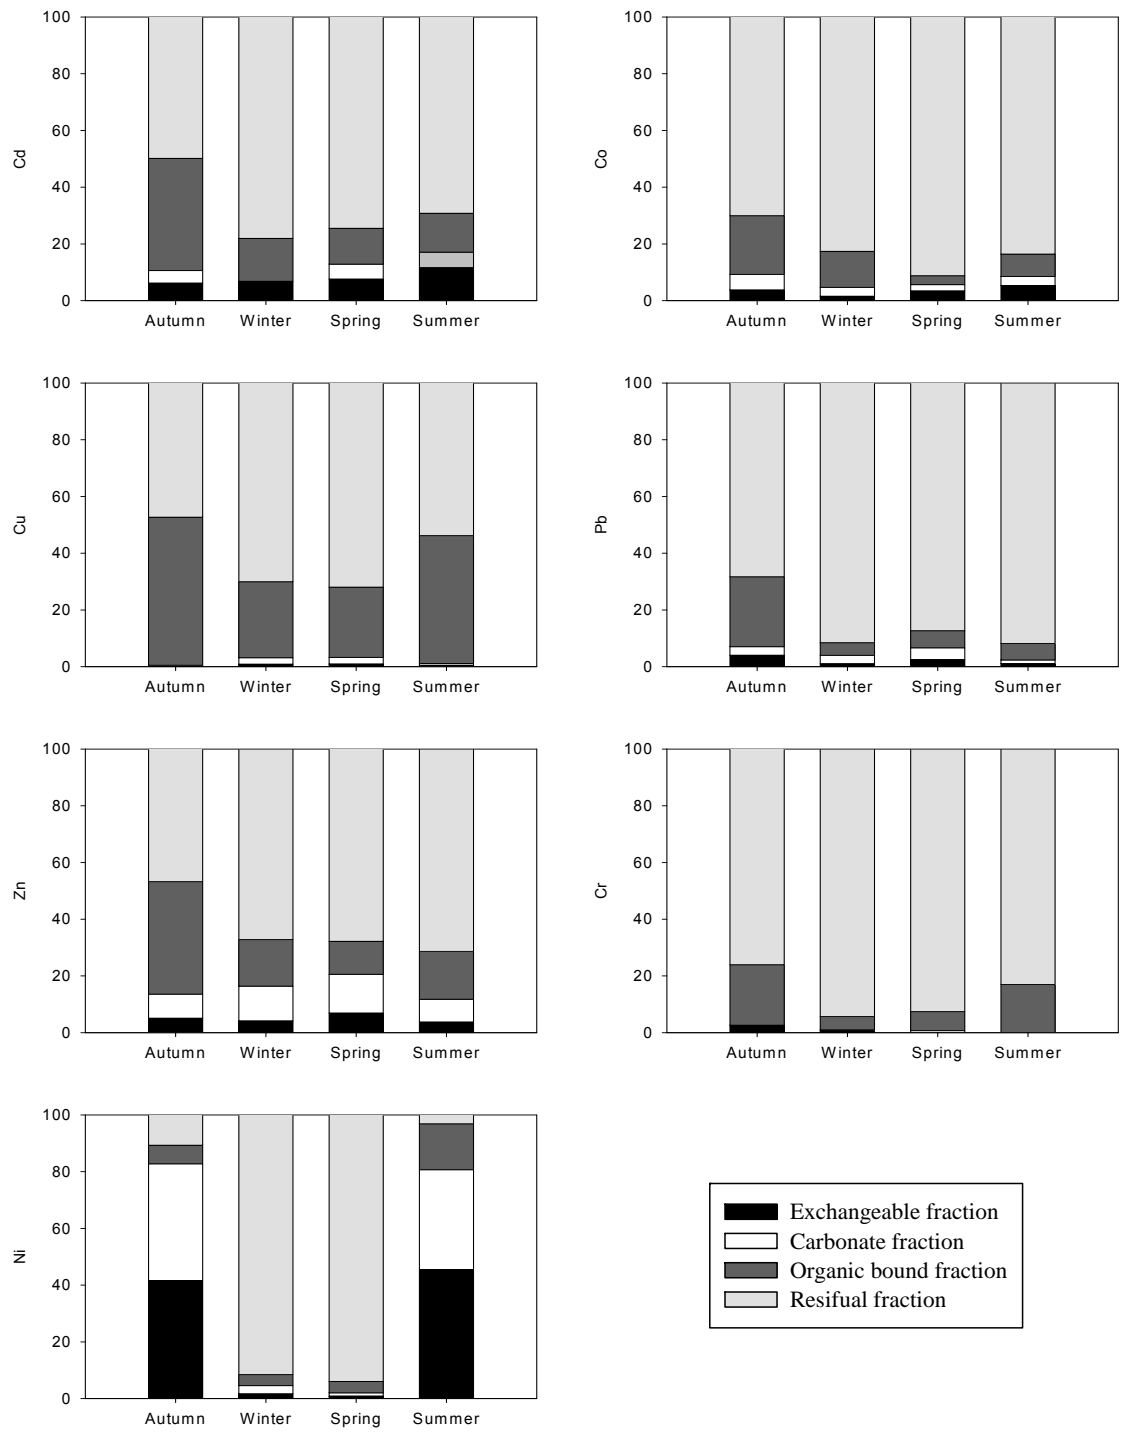 100
80
60
40
20
0
Cd
Autumn Winter Spring Summer
100
80
60
40
20
0
Co
Autumn Winter Spring Summer
100
80
60
40
20
0
Cu
Autumn Winter Spring Summer
100
80
60
40
20
0
Pb
Autumn Winter Spring Summer
100
80
60
40
20
0
Zn
Autumn Winter Spring Summer
100
80
60
40
20
0
Cr
Autumn Winter Spring Summer
100
80
60
40
20
0
Ni
Autumn Winter Spring Summer
Exchangeable fraction
Carbonate fraction
Organic bound fraction
Resifual fraction